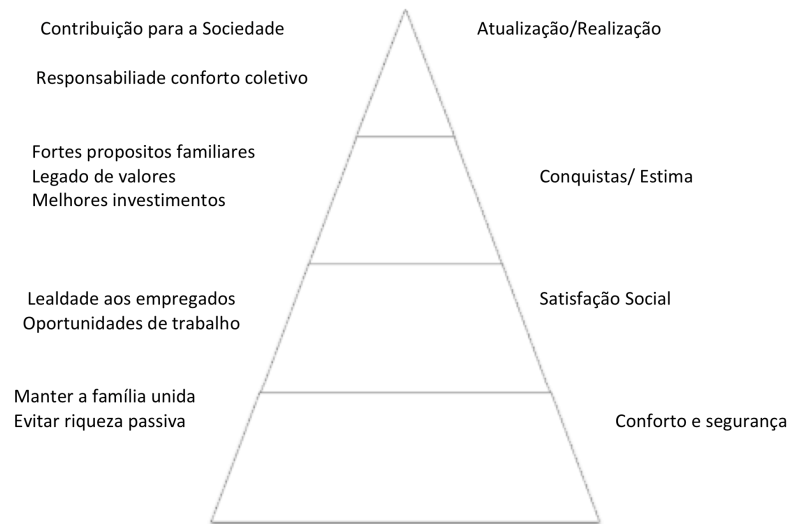 Contribuição para a Sociedade
Atualização/Realização
Responsabiliade conforto coletivo
Fortes propositos familiares
Legado de valores
Melhores investimentos
Conquistas/ Estima
Lealdade aos empregados
Oportunidades de trabalho
Satisfação Social
Manter a família unida
Evitar riqueza passiva
Conforto e segurança